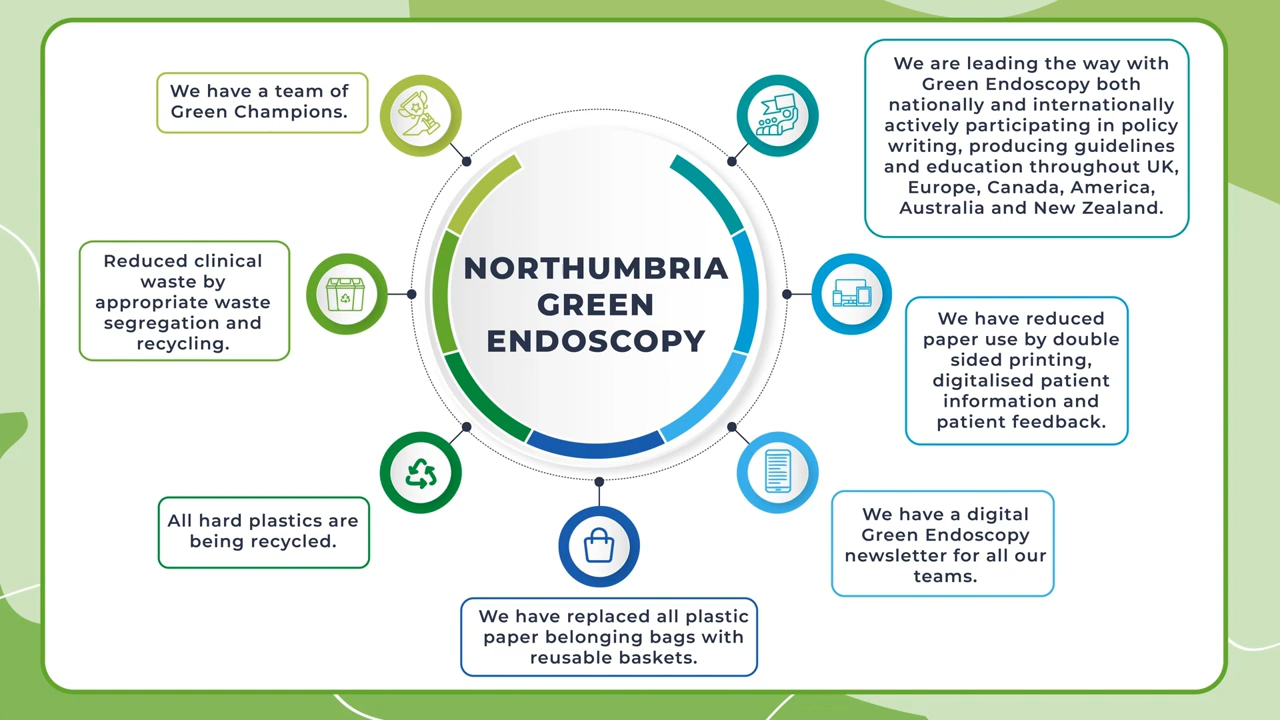 We have a team of
Green Champions.
We are leading the way with
Green Endoscopy both
nationally and internationally
actively participating in policy
writing, producing guidelines
and education throughout UK,
Europe, Canada, America,
Australia and New Zealand.
Reduced clinical
waste by
appropriate waste
segregation and
recycling.
NORTHUMBRIA
GREEN
ENDOSCOPY
We have reduced
paper use by double
sided printing,
digitalised patient
information and
patient feedback.
All hard plastics are
being recycled.
We have a digital
Green Endoscopy
newsletter for all our
teams.
We have replaced all plastic
paper belonging bags with
reusable baskets.